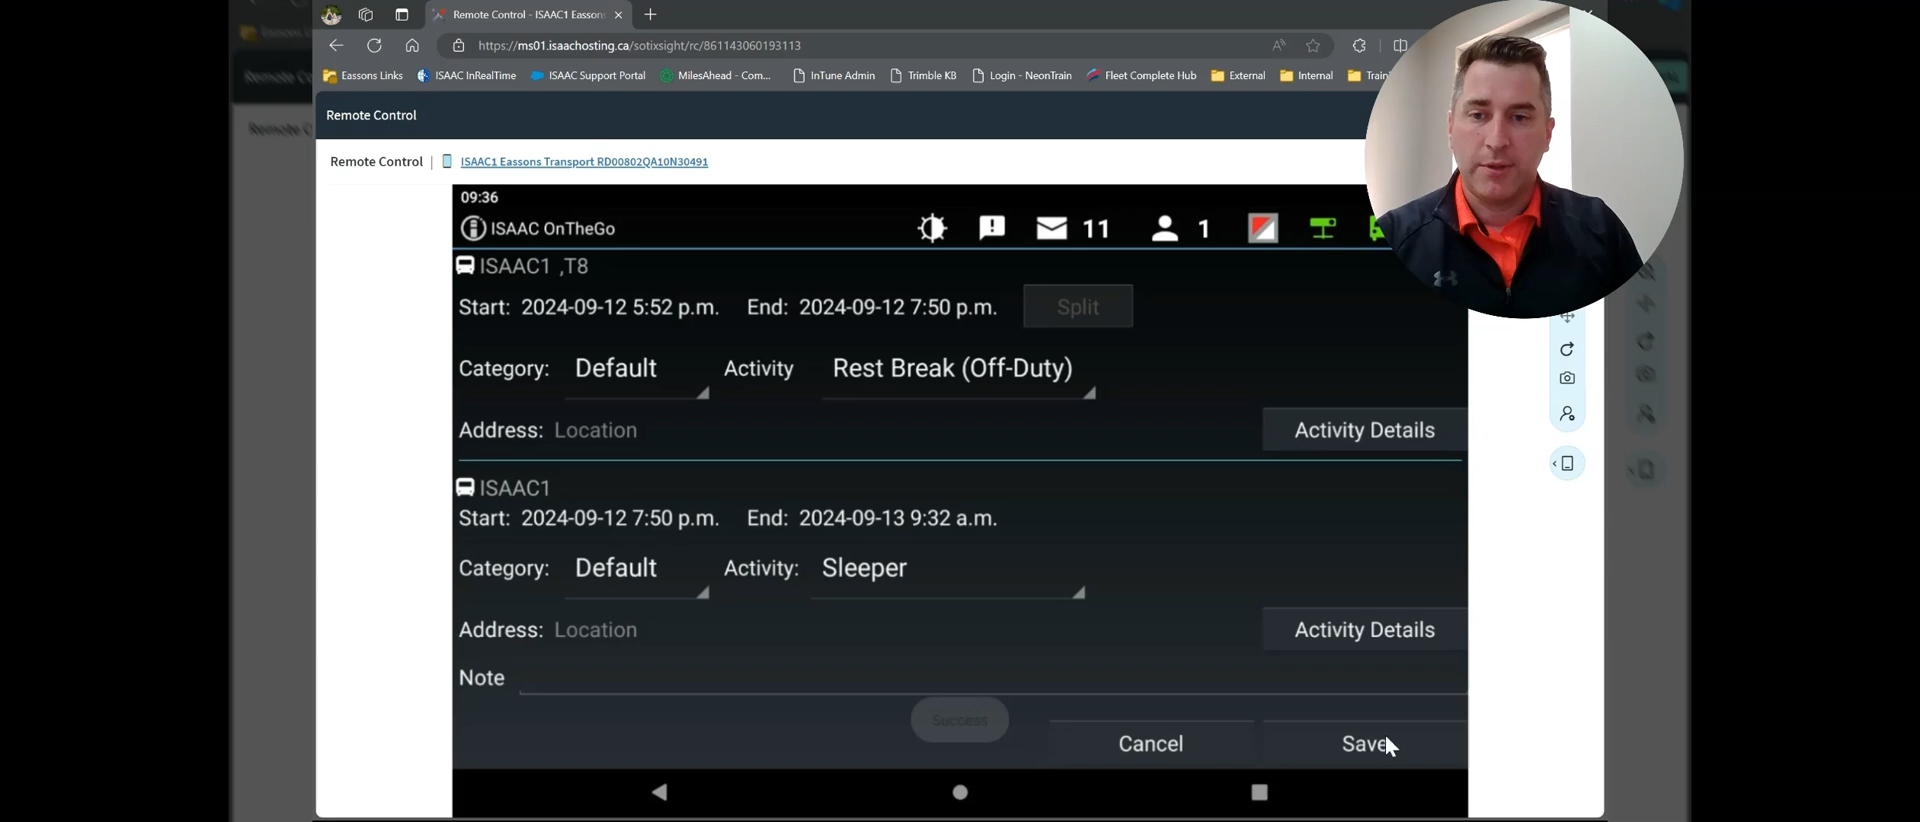 Remote Control - ISAAC1 Eassons
https://ms01.isaachosting.ca/sotixsight/rc/861143060193113
Eassons Links ISAAC InRealTime ISAAC Support Portal MilesAhead - Com... InTune Admin Trimble KB Login - NeonTrain Fleet Complete Hub External Internal
Remote Control
Remote Control | ISAAC1 Eassons Transport RD00802QA10N30491
09:36
ISAAC OnTheGo 11 1
ISAAC1 ,T8
Start: 2024-09-12 5:52 p.m. End: 2024-09-12 7:50 p.m. Split
Category: Default Activity Rest Break (Off-Duty)
Address: Location Activity Details
ISAAC1
Start: 2024-09-12 7:50 p.m. End: 2024-09-13 9:32 a.m.
Category: Default Activity: Sleeper
Address: Location Activity Details
Note
Success
Cancel Save